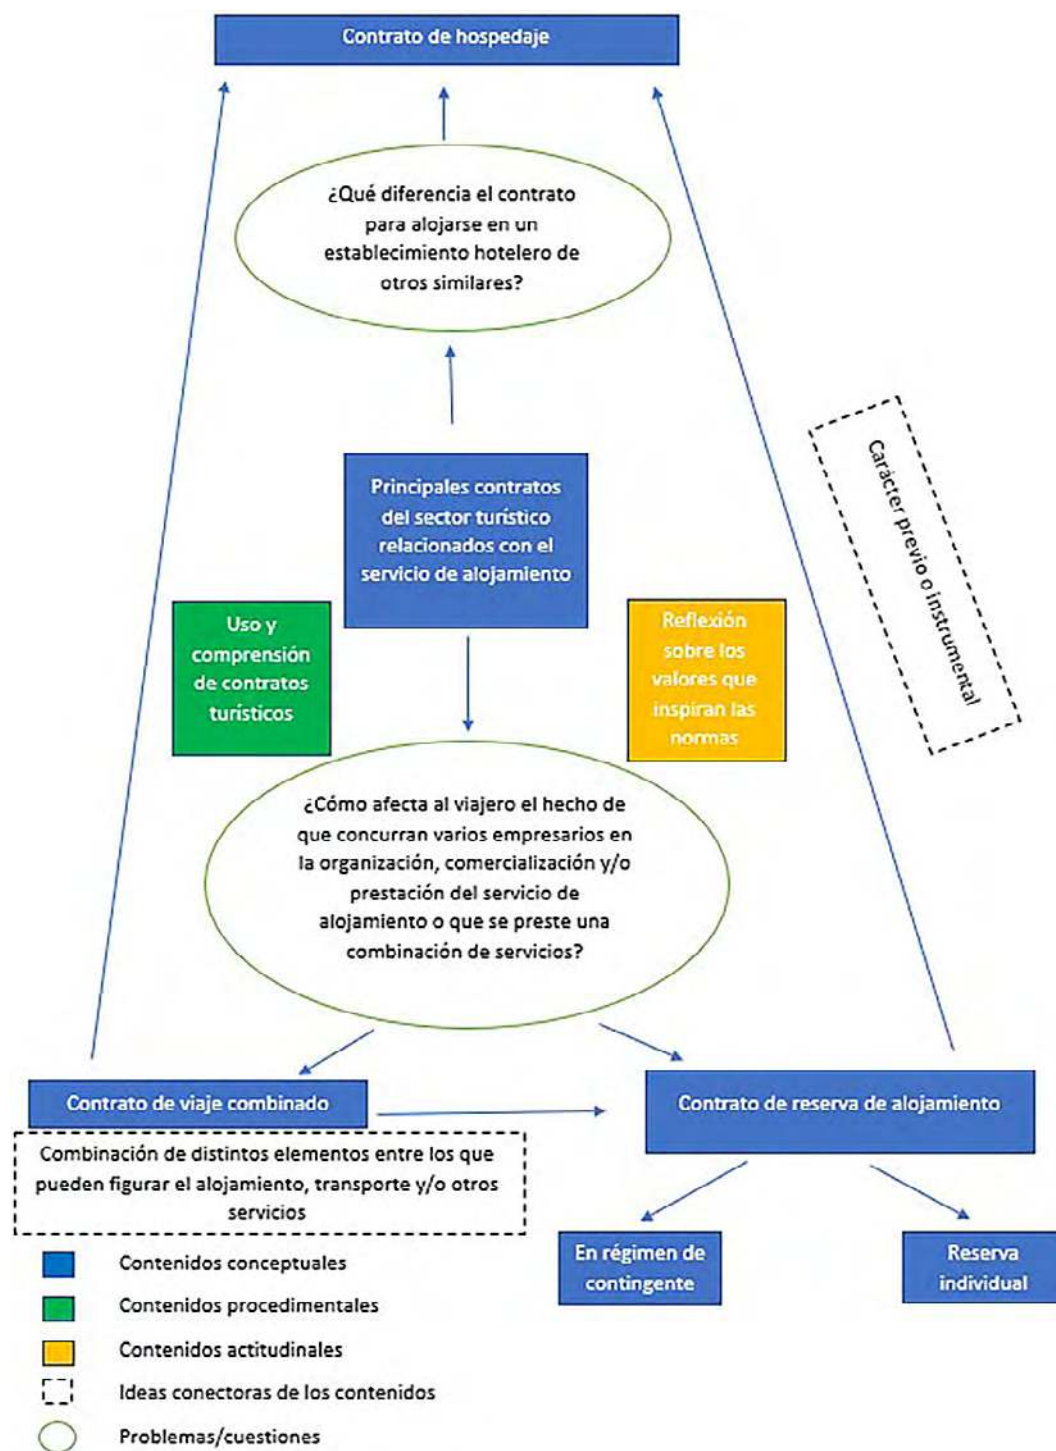 Contrato de hospedaje
¿Qué diferencia el contrato
para alojarse en un
establecimiento hotelero de
otros similares?
Carácter previo o instrumental
Principales contratos
del sector turístico
relacionados con el
servicio de alojamiento
Uso y
comprensión
de contratos
turísticos
Reflexión
sobre los
valores que
inspiran las
normas
¿Cómo afecta al viajero el hecho de
que concurran varios empresarios en
la organización, comercialización y/o
prestación del servicio de
alojamiento o que se preste una
combinación de servicios?
Contrato de viaje combinado
Contrato de reserva de alojamiento
Combinación de distintos elementos entre los que
pueden figurar el alojamiento, transporte y/o otros
servicios
En régimen de
contingente
Reserva
individual
Contenidos conceptuales
Contenidos procedimentales
Contenidos actitudinales
Ideas conectoras de los contenidos
Problemas/cuestiones